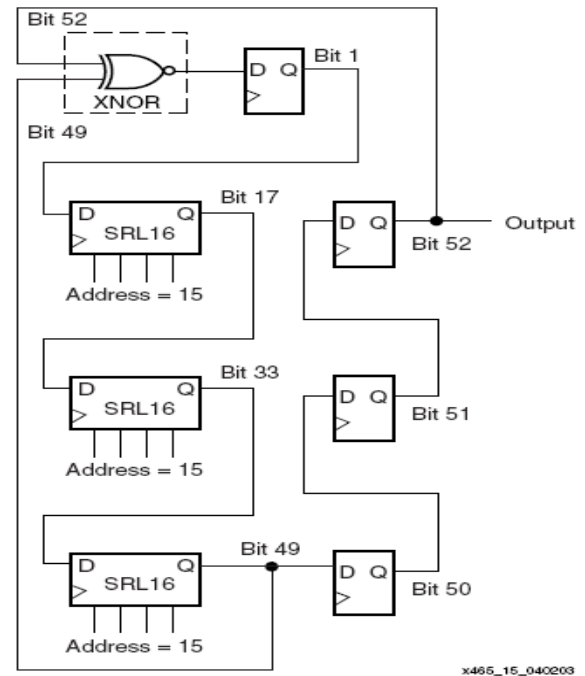 Bit 52
D Q
Bit 1
XNOR
Bit 49
D Q
Bit 17
SRL16
Address = 15
D Q
Output
Bit 52
Bit 33
D Q
SRL16
Address = 15
D Q
Bit 51
Bit 49
D Q
SRL16
Address = 15
D Q
Bit 50
x465_15_040203